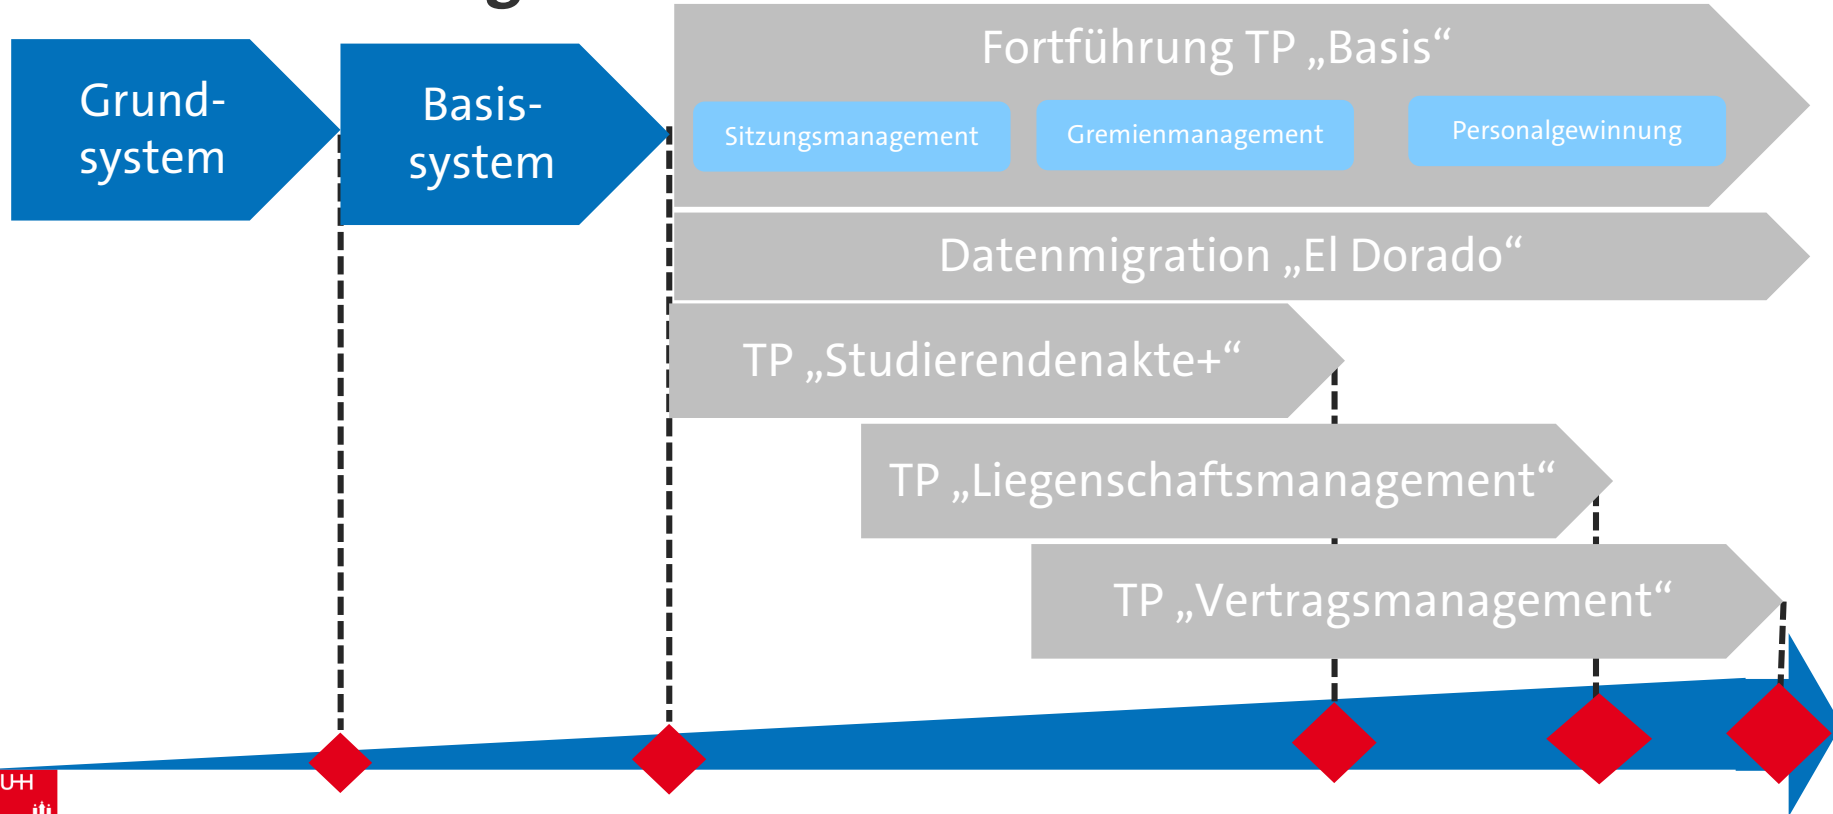 Grund-
system
Basis-
system
Fortführung TP „Basis“
Sitzungsmanagement
Gremienmanagement
Personalgewinnung
Datenmigration „El Dorado“
TP „Studierendenakte+“
TP „Liegenschaftsmanagement“
TP „Vertragsmanagement“
UHH